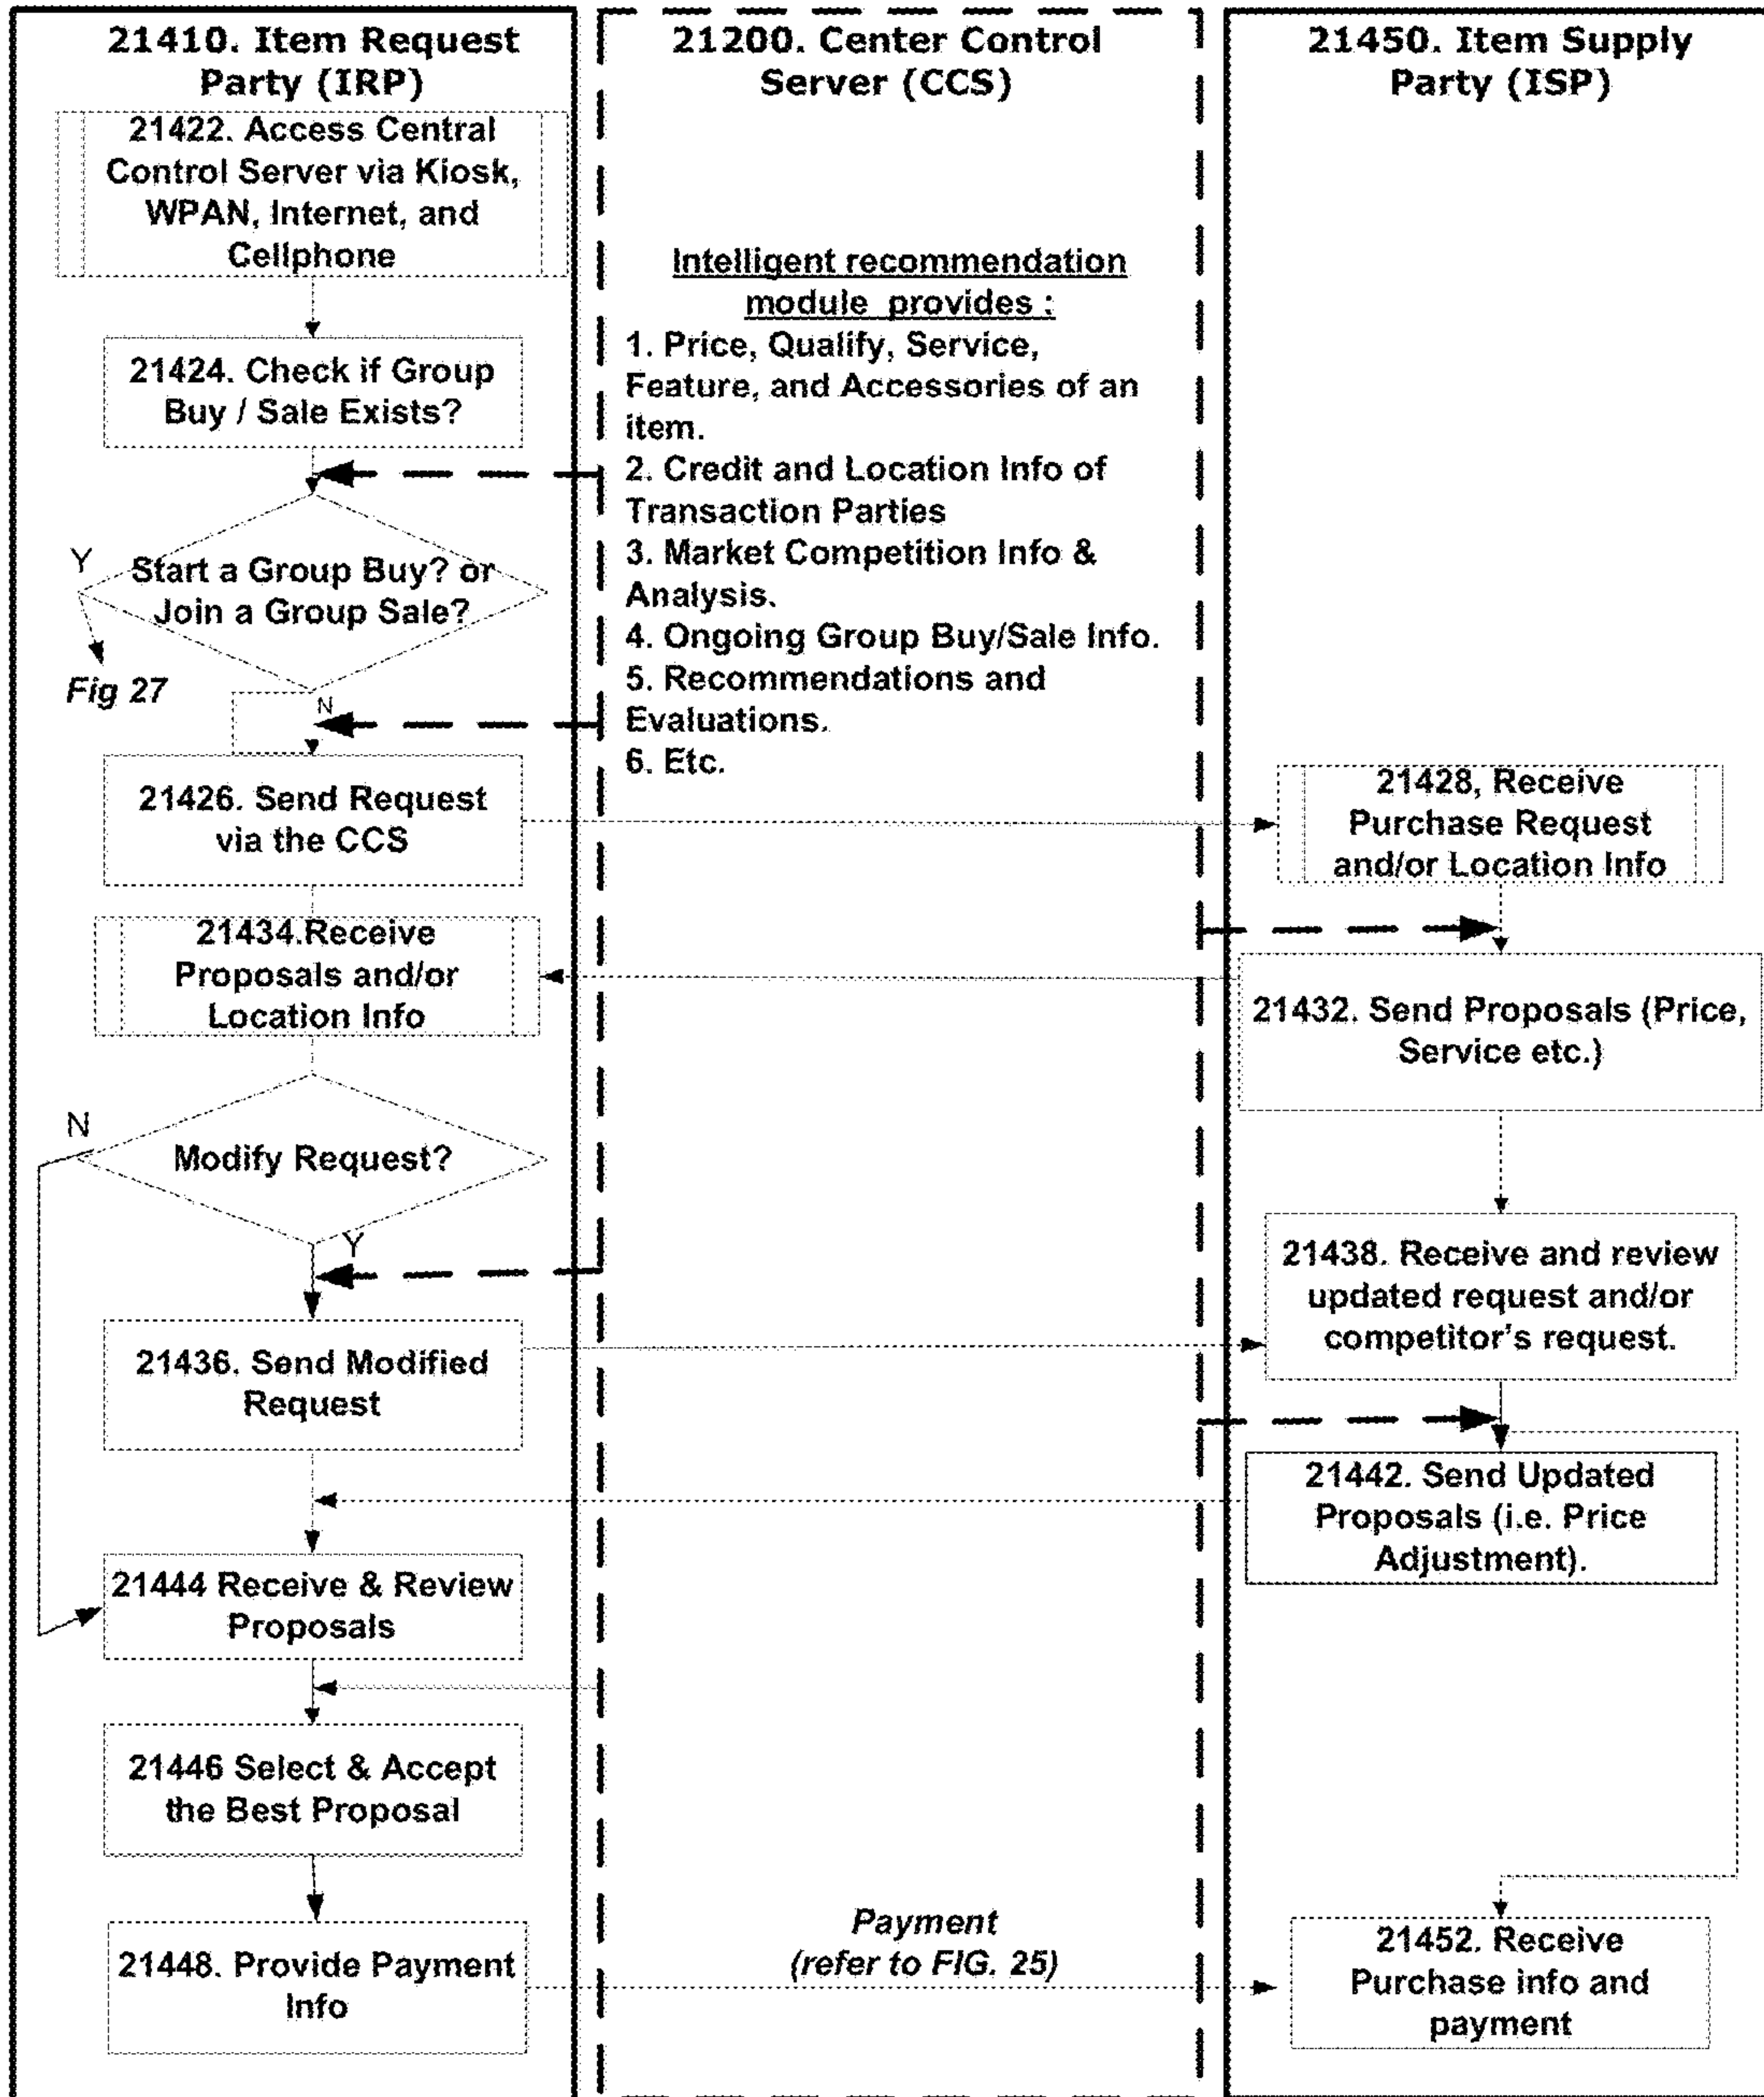 21410. Item Request
Party (IRP)
21422. Access Central
Control Server via Kiosk,
WPAN, Internet, and
Cellphone
21424. Check if Group
Buy / Sale Exists?
Y
Start a Group Buy? or
Join a Group Sale?
Fig 27
N
21426. Send Request
via the CCS
21434.Receive
Proposals and/or
Location Info
N
Modify Request?
Y
21436. Send Modified
Request
21444 Receive & Review
Proposals
21446 Select & Accept
the Best Proposal
21448. Provide Payment
Info
21200. Center Control
Server (CCS)
Intelligent recommendation
module provides :
1. Price, Qualify, Service,
Feature, and Accessories of an
item.
2. Credit and Location Info of
Transaction Parties
3. Market Competition Info &
Analysis.
4. Ongoing Group Buy/Sale Info.
5. Recommendations and
Evaluations.
6. Etc.
Payment
(refer to FIG. 25)
21450. Item Supply
Party (ISP)
21428, Receive
Purchase Request
and/or Location Info
21432. Send Proposals (Price,
Service etc.)
21438. Receive and review
updated request and/or
competitor's request.
21442. Send Updated
Proposals (i.e. Price
Adjustment).
21452. Receive
Purchase info and
payment